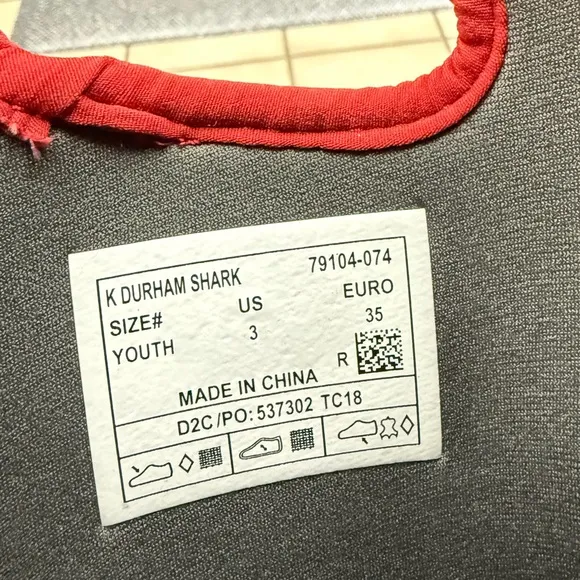 K DURHAM SHARK 79104-074
SIZE# US EURO
YOUTH 3 35
R
MADE IN CHINA
D2C/PO: 537302 TC18